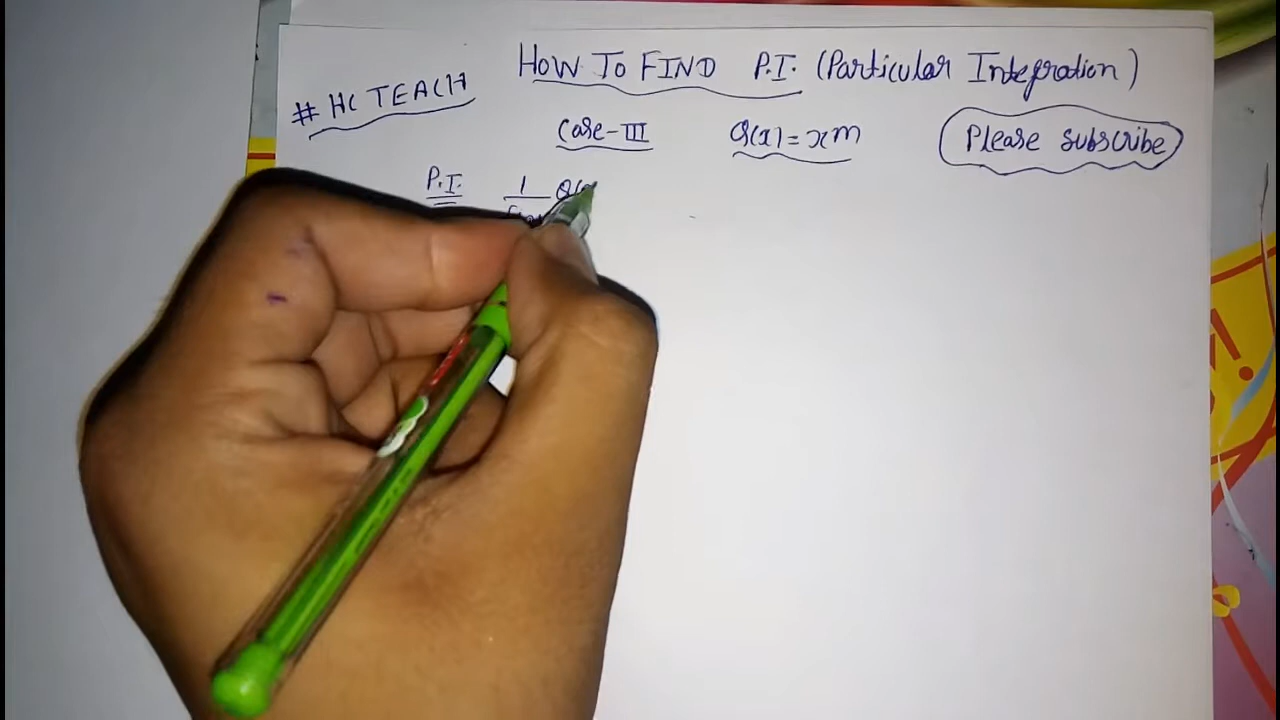 HOW TO FIND P.I. (Particular Integration)
# HC TEACH
Case-III Q(x)=x^m
Please subscribe
P.I. 1